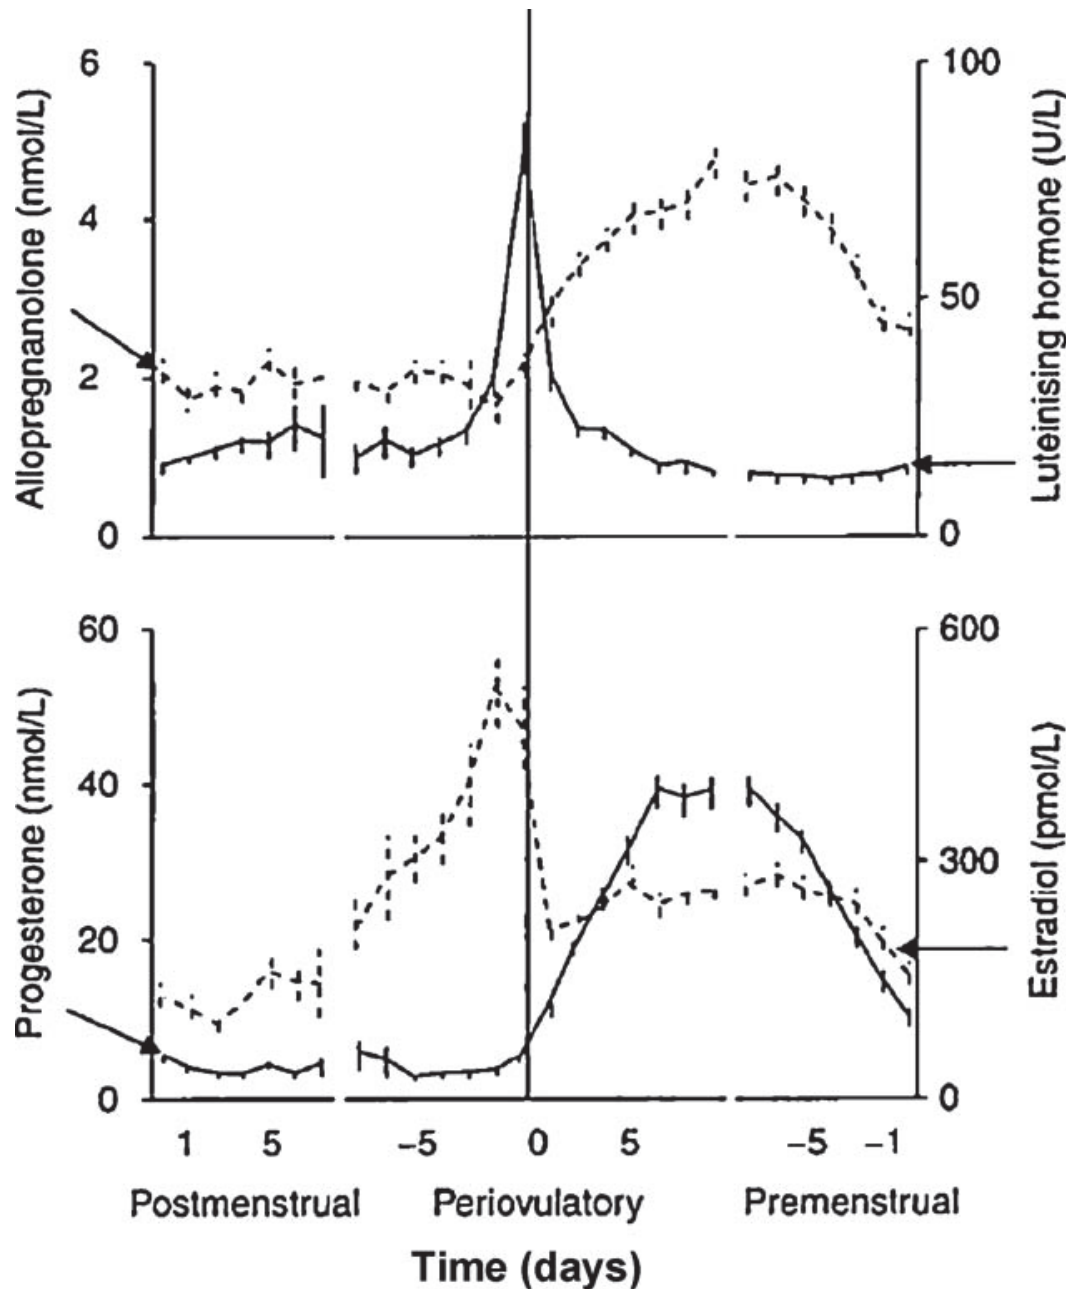 Allopregnanolone (nmol/L)
6
4
2
0
Luteinising hormone (U/L)
100
50
0
Progesterone (nmol/L)
60
40
20
0
Estradiol (pmol/L)
600
300
0
1 5 −5 0 5 −5 −1
Postmenstrual Periovulatory Premenstrual
Time (days)